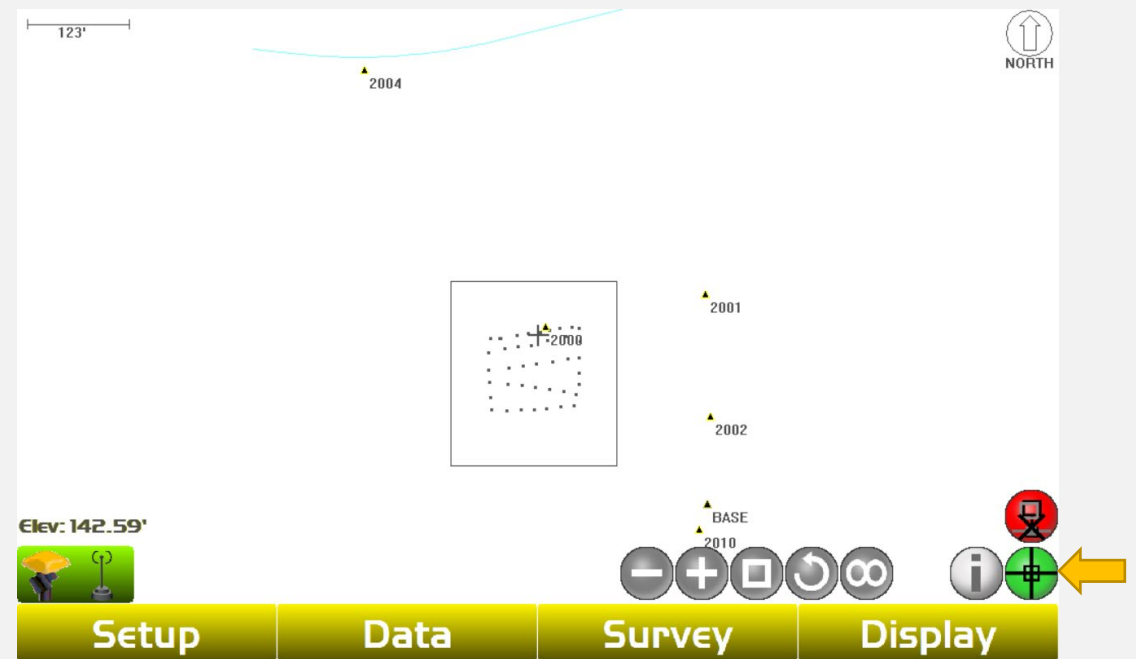 123'
NORTH
2004
2001
2000
2002
BASE
2010
Elev: 142.59'
Setup
Data
Survey
Display